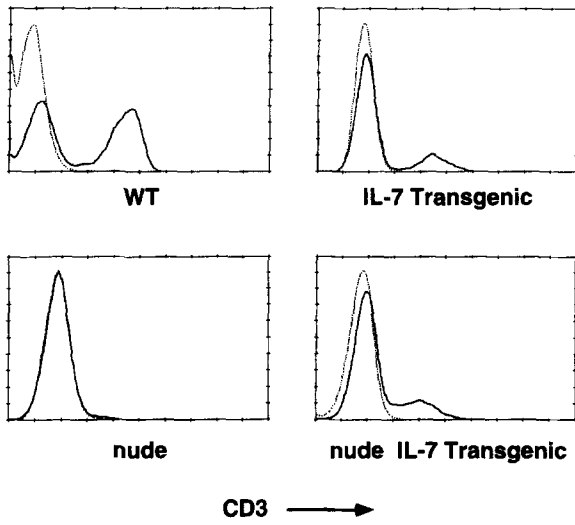 WT
IL-7 Transgenic
nude
nude IL-7 Transgenic
CD3